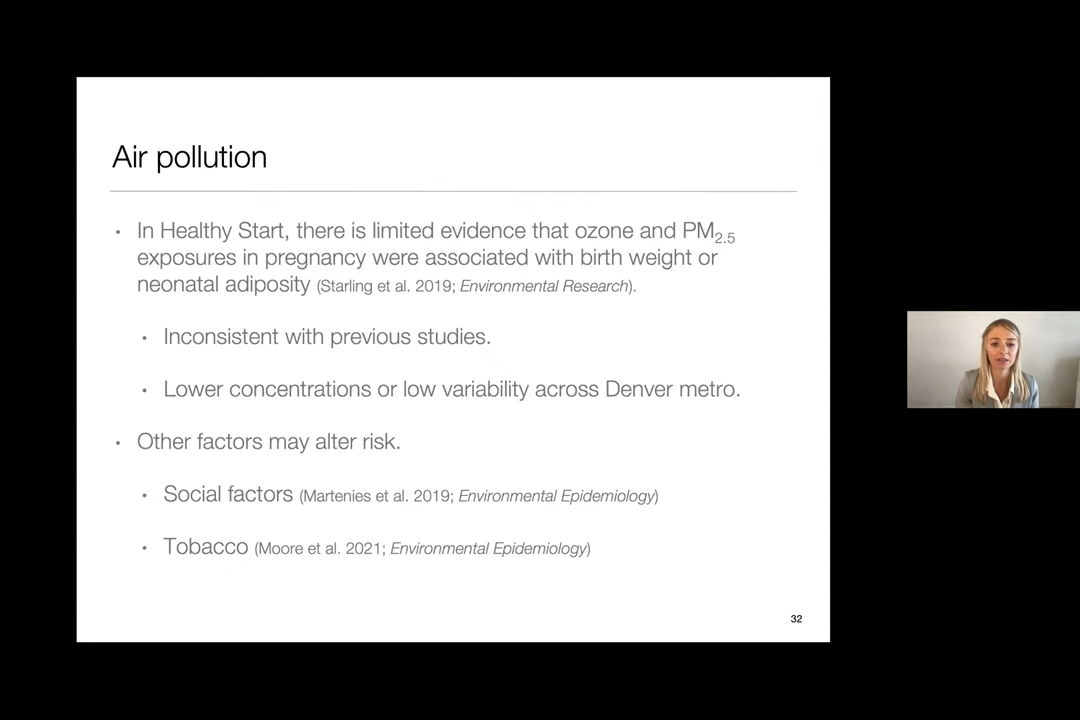 Air pollution
• In Healthy Start, there is limited evidence that ozone and PM2.5
exposures in pregnancy were associated with birth weight or
neonatal adiposity (Starling et al. 2019; Environmental Research).
• Inconsistent with previous studies.
• Lower concentrations or low variability across Denver metro.
• Other factors may alter risk.
• Social factors (Martenies et al. 2019; Environmental Epidemiology)
• Tobacco (Moore et al. 2021; Environmental Epidemiology)
32